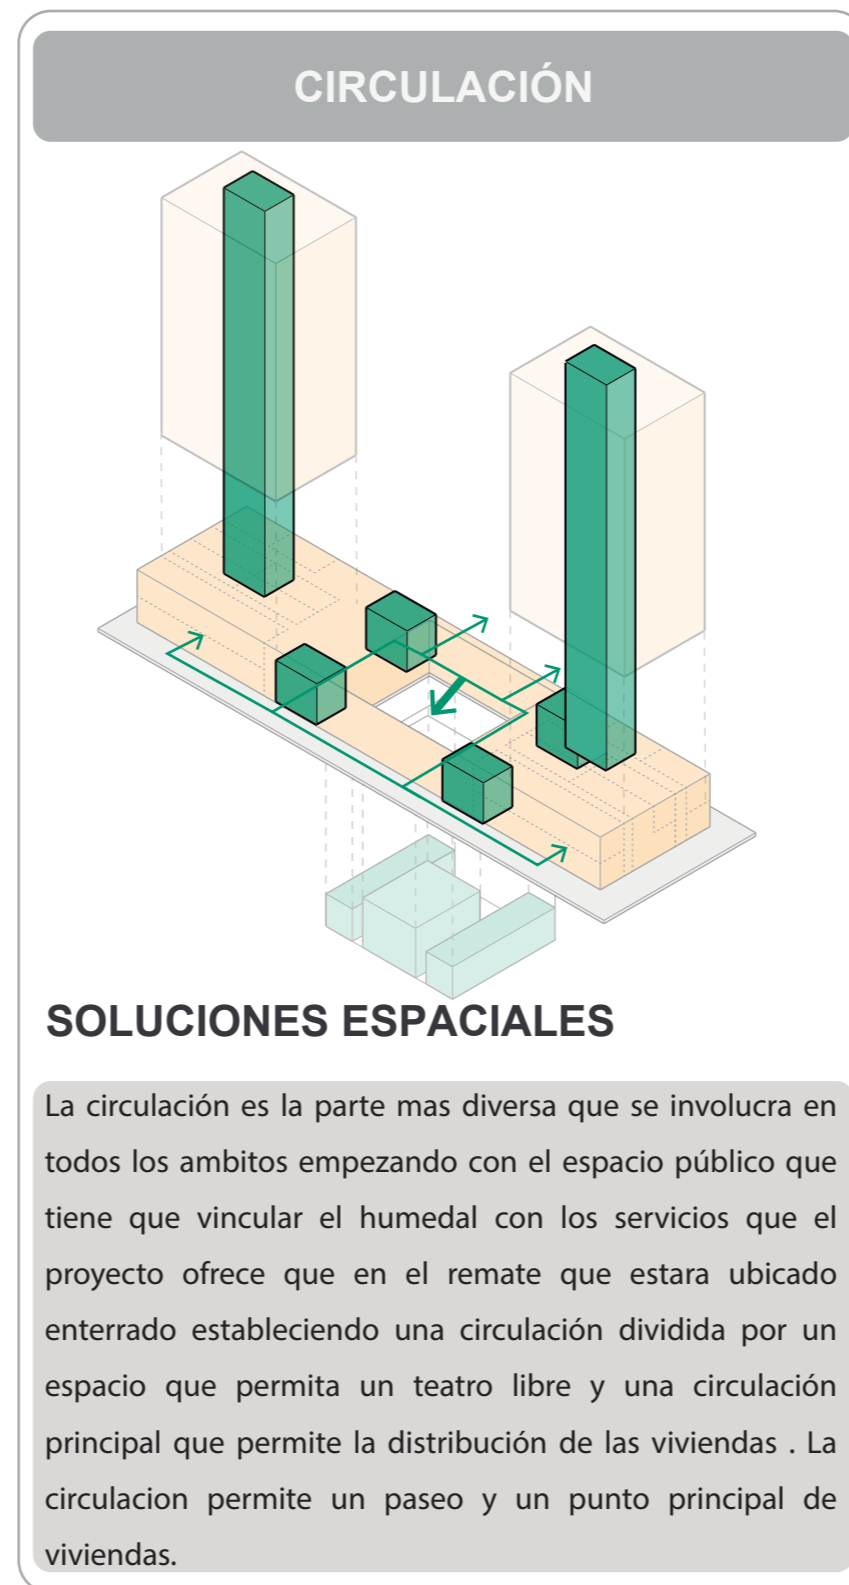 CIRCULACIÓN
SOLUCIONES ESPACIALES
La circulación es la parte mas diversa que se involucra en
todos los ambitos empezando con el espacio público que
tiene que vincular el humedal con los servicios que el
proyecto ofrece que en el remate que estara ubicado
enterrado estableciendo una circulación dividida por un
espacio que permita un teatro libre y una circulación
principal que permite la distribución de las viviendas . La
circulacion permite un paseo y un punto principal de
viviendas.